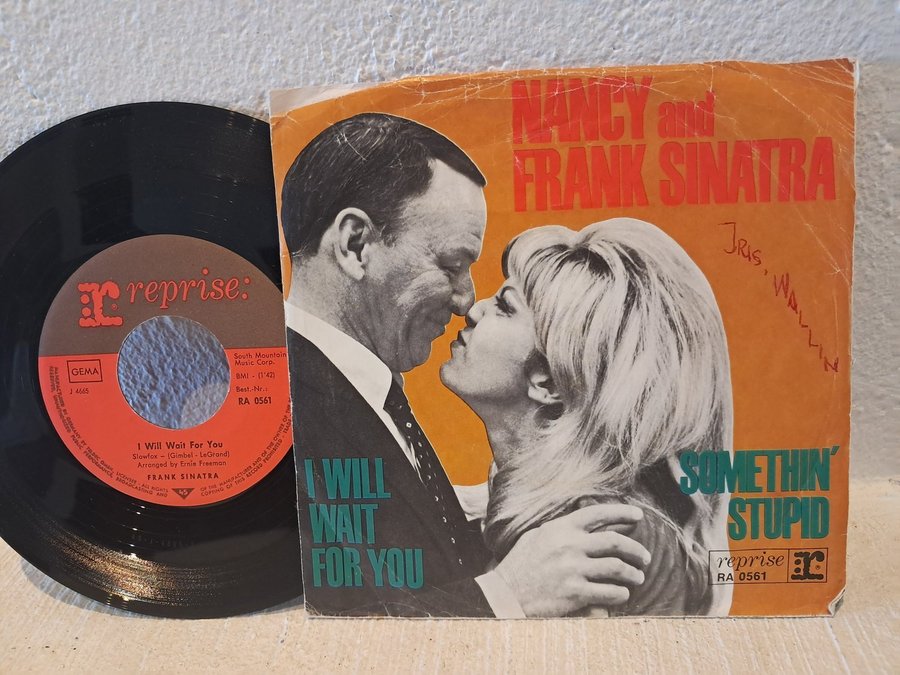 reprise:
GEMA
J 4665
South Mountain
Music Corp.
BMI - (1'42)
Best.-Nr.:
RA 0561
I Will Wait For You
Slowfox - (Gimbel - LeGrand)
Arranged by Ernie Freeman
FRANK SINATRA
45
NANCY and
FRANK SINATRA
IRIS, WALLIN
I WILL
WAIT
FOR YOU
SOMETHIN'
STUPID
reprise
RA 0561
r